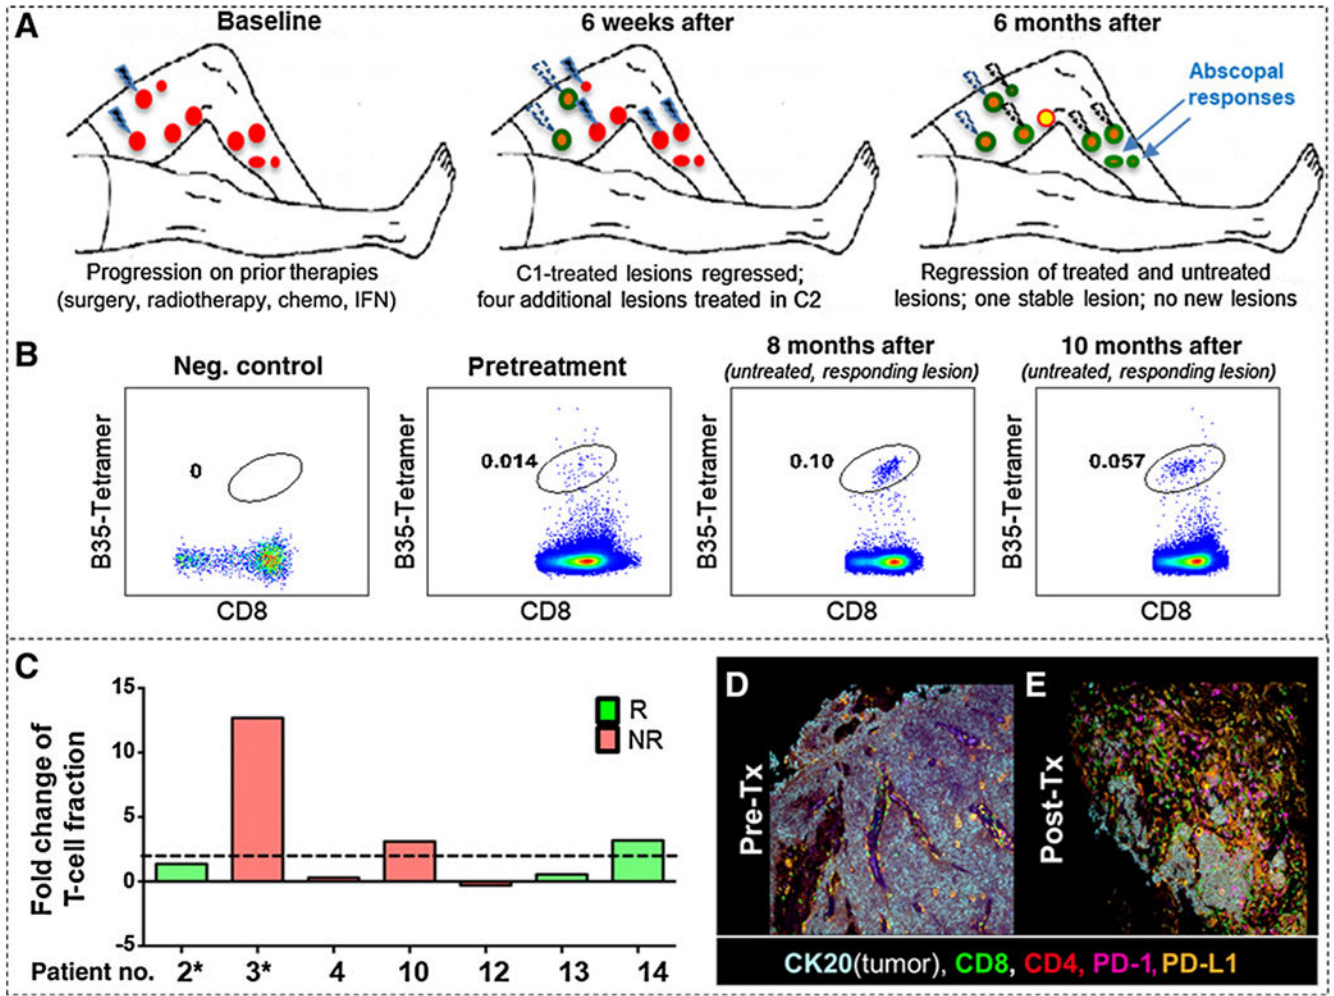 A
Baseline
6 weeks after
6 months after
Abscopal
responses
Progression on prior therapies
(surgery, radiotherapy, chemo, IFN)
C1-treated lesions regressed;
four additional lesions treated in C2
Regression of treated and untreated
lesions; one stable lesion; no new lesions
B
Neg. control
Pretreatment
8 months after
(untreated, responding lesion)
10 months after
(untreated, responding lesion)
B35-Tetramer
0
CD8
B35-Tetramer
0.014
CD8
B35-Tetramer
0.10
CD8
B35-Tetramer
0.057
CD8
C
Fold change of
T-cell fraction
15
10
5
0
-5
R
NR
Patient no. 2* 3* 4 10 12 13 14
D
Pre-Tx
E
Post-Tx
CK20(tumor), CD8, CD4, PD-1, PD-L1